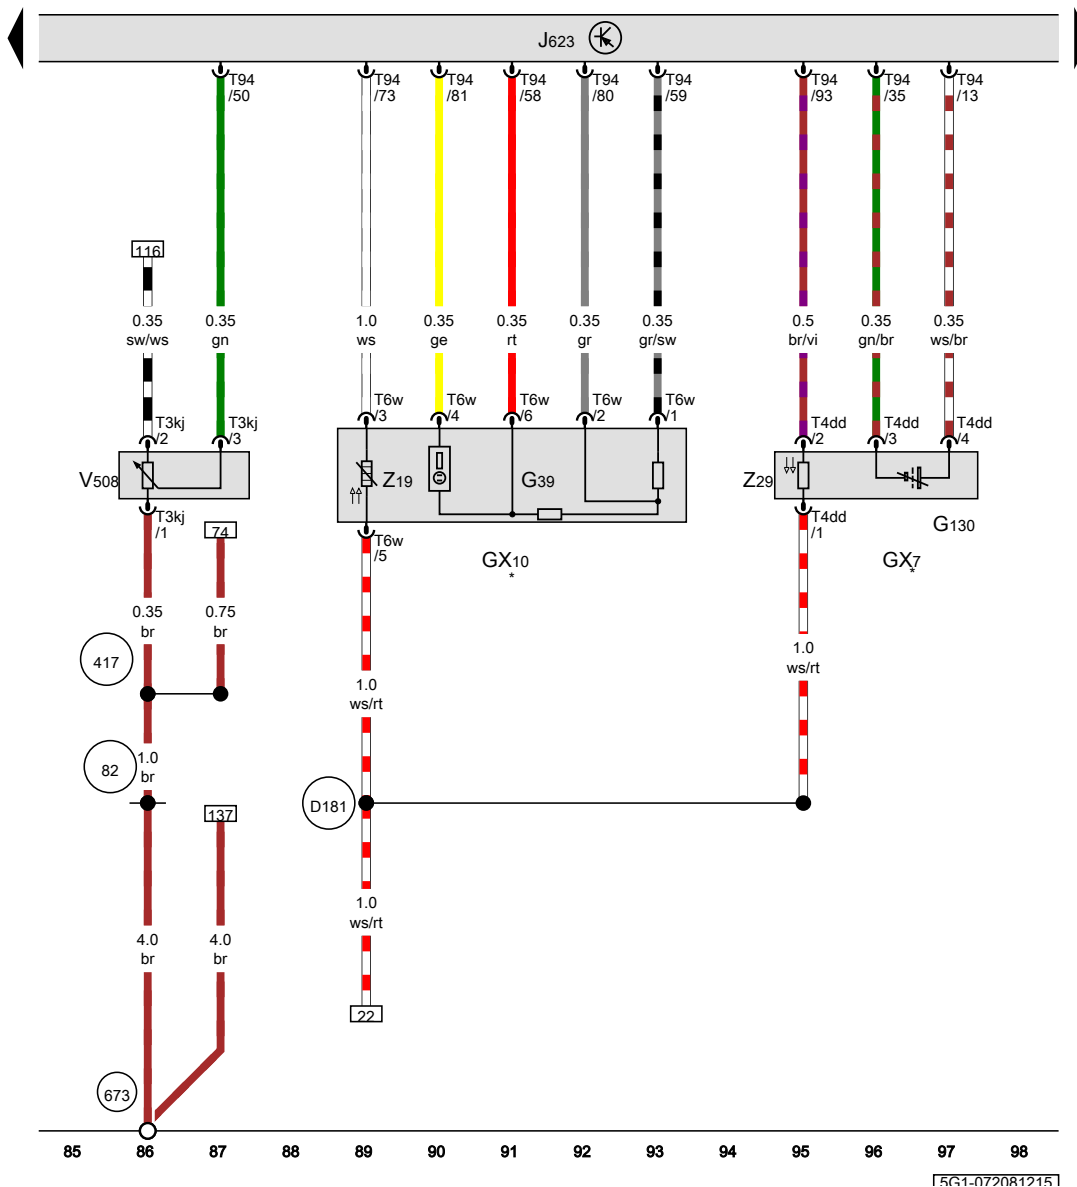 J623
T94 T94 T94 T94 T94 T94 T94 T94 T94
/50 /73 /81 /58 /80 /59 /93 /35 /13
116
0.35 0.35 1.0 0.35 0.35 0.35 0.35 0.5 0.35 0.35
sw/ws gn ws ge rt gr gr/sw br/vi gn/br ws/br
T6w T6w T6w T6w T6w
/3 /4 /6 /2 /1
T3kj T3kj T4dd T4dd T4dd
/2 /3 /2 /3 /4
V508 Z19 G39 Z29
T3kj T4dd
/1 /1
G130
74
T6w
/5
GX10 GX7
* *
0.35 0.75
br br
417
1.0
ws/rt
1.0
ws/rt
82
1.0
br
D181
137
1.0
ws/rt
4.0 4.0
br br
22
673
85 86 87 88 89 90 91 92 93 94 95 96 97 98
5G1-072081215